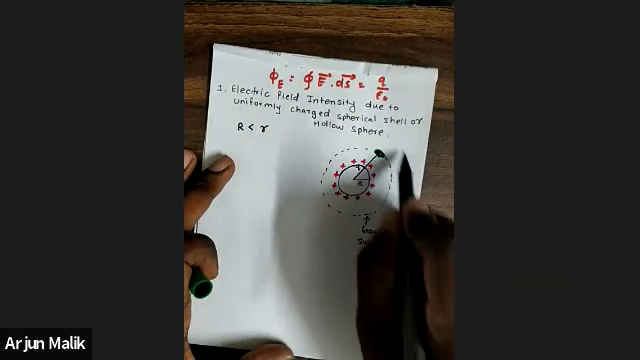 ϕE = ∮ E⃗ . ds⃗ = q/ε₀
1. Electric Field Intensity due to
uniformly charged spherical shell or
Hollow sphere.
R < r
r
R
Arjun Malik